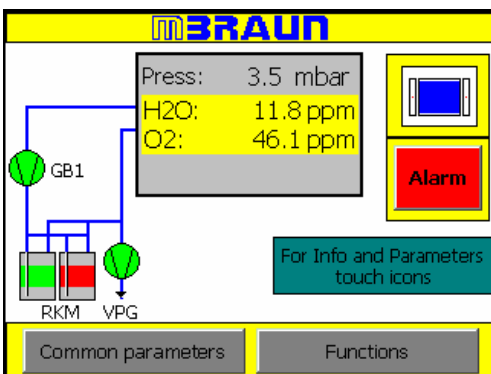 MBRAUN
Press: 3.5 mbar
H2O: 11.8 ppm
O2: 46.1 ppm
GB1
Alarm
For Info and Parameters
touch icons
RKM VPG
Common parameters Functions